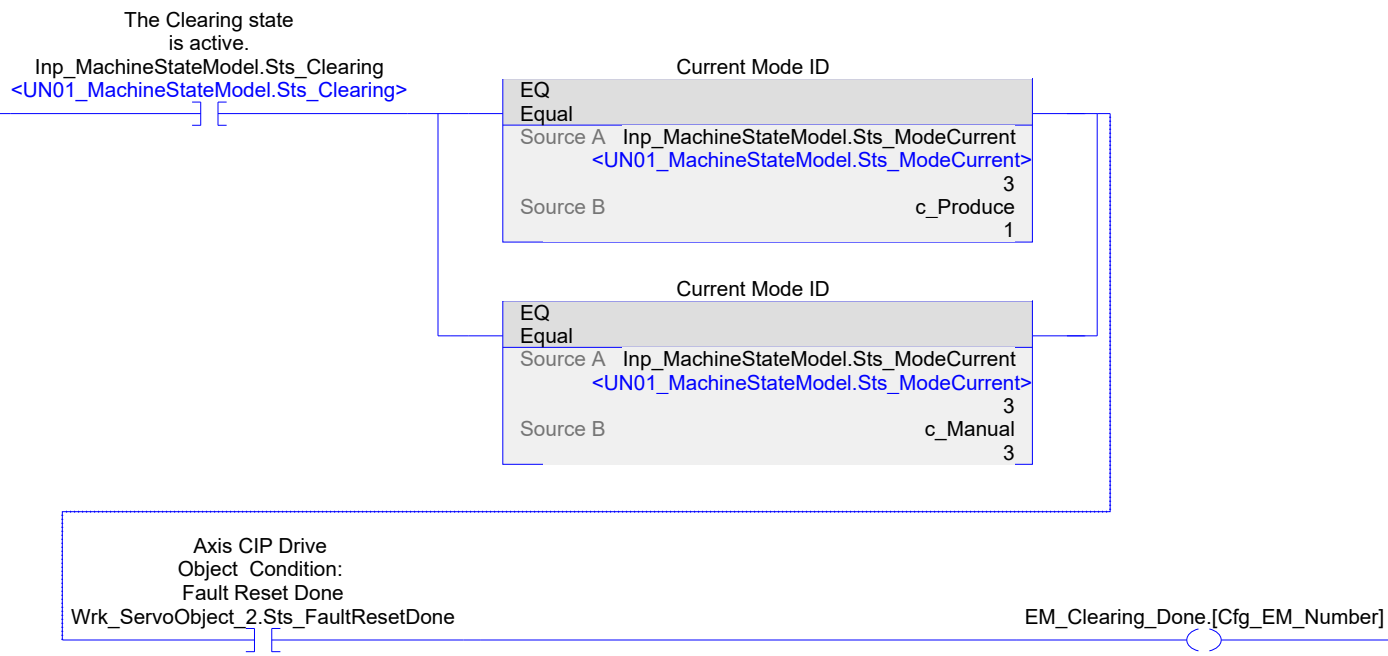 The Clearing state
is active.
Inp_MachineStateModel.Sts_Clearing
<UN01_MachineStateModel.Sts_Clearing>
Current Mode ID
EQ
Equal
Source A Inp_MachineStateModel.Sts_ModeCurrent
<UN01_MachineStateModel.Sts_ModeCurrent>
3
Source B c_Produce
1
Current Mode ID
EQ
Equal
Source A Inp_MachineStateModel.Sts_ModeCurrent
<UN01_MachineStateModel.Sts_ModeCurrent>
3
Source B c_Manual
3
Axis CIP Drive
Object Condition:
Fault Reset Done
Wrk_ServoObject_2.Sts_FaultResetDone
EM_Clearing_Done.[Cfg_EM_Number]